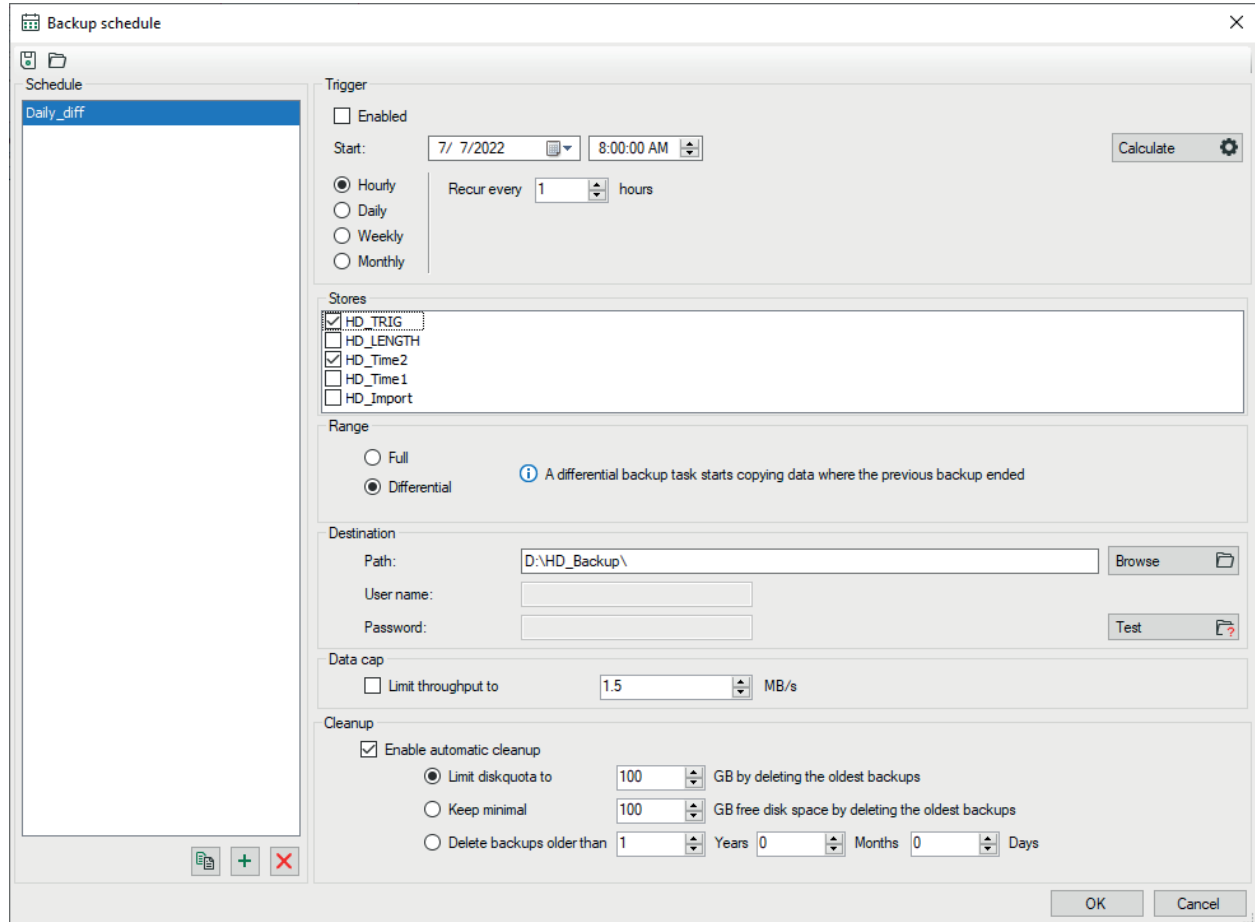 Backup schedule
Schedule
Daily_diff
Trigger
Enabled
Start: 7/ 7/2022 8:00:00 AM Calculate
Hourly Recur every 1 hours
Daily
Weekly
Monthly
Stores
HD_TRIG
HD_LENGTH
HD_Time2
HD_Time1
HD_Import
Range
Full
Differential
A differential backup task starts copying data where the previous backup ended
Destination
Path: D:\HD_Backup\ Browse
User name:
Password: Test
Data cap
Limit throughput to 1.5 MB/s
Cleanup
Enable automatic cleanup
Limit diskquota to 100 GB by deleting the oldest backups
Keep minimal 100 GB free disk space by deleting the oldest backups
Delete backups older than 1 Years 0 Months 0 Days
OK Cancel